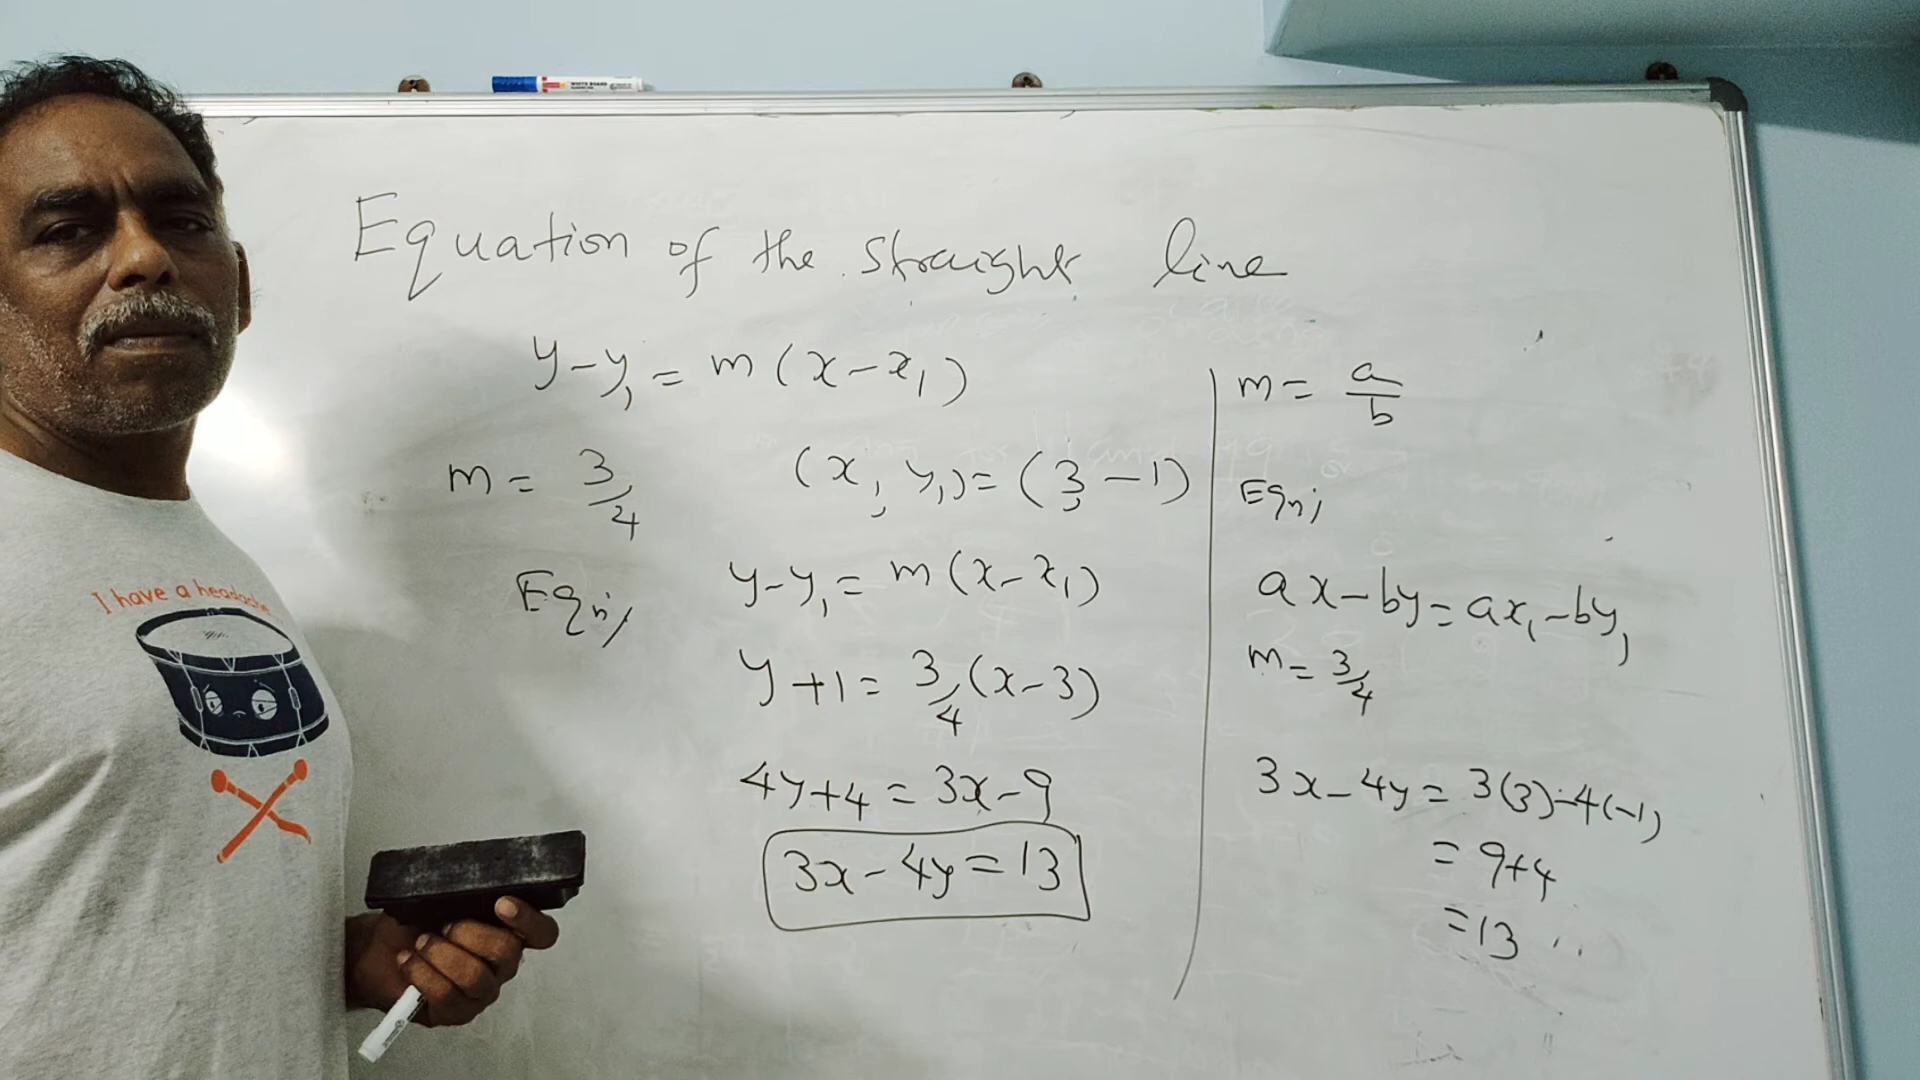 Equation of the straight line
y-y₁ = m(x-x₁)
m = 3/4 (x₁, y₁) = (3, -1)
Eqn;
y-y₁ = m(x-x₁)
y+1 = 3/4 (x-3)
4y+4 = 3x-9
3x-4y = 13
m = a/b
Eqn;
ax-by = ax₁-by₁
m = 3/4
3x-4y = 3(3)-4(-1)
= 9+4
= 13
I have a headache
WHITE BOARD